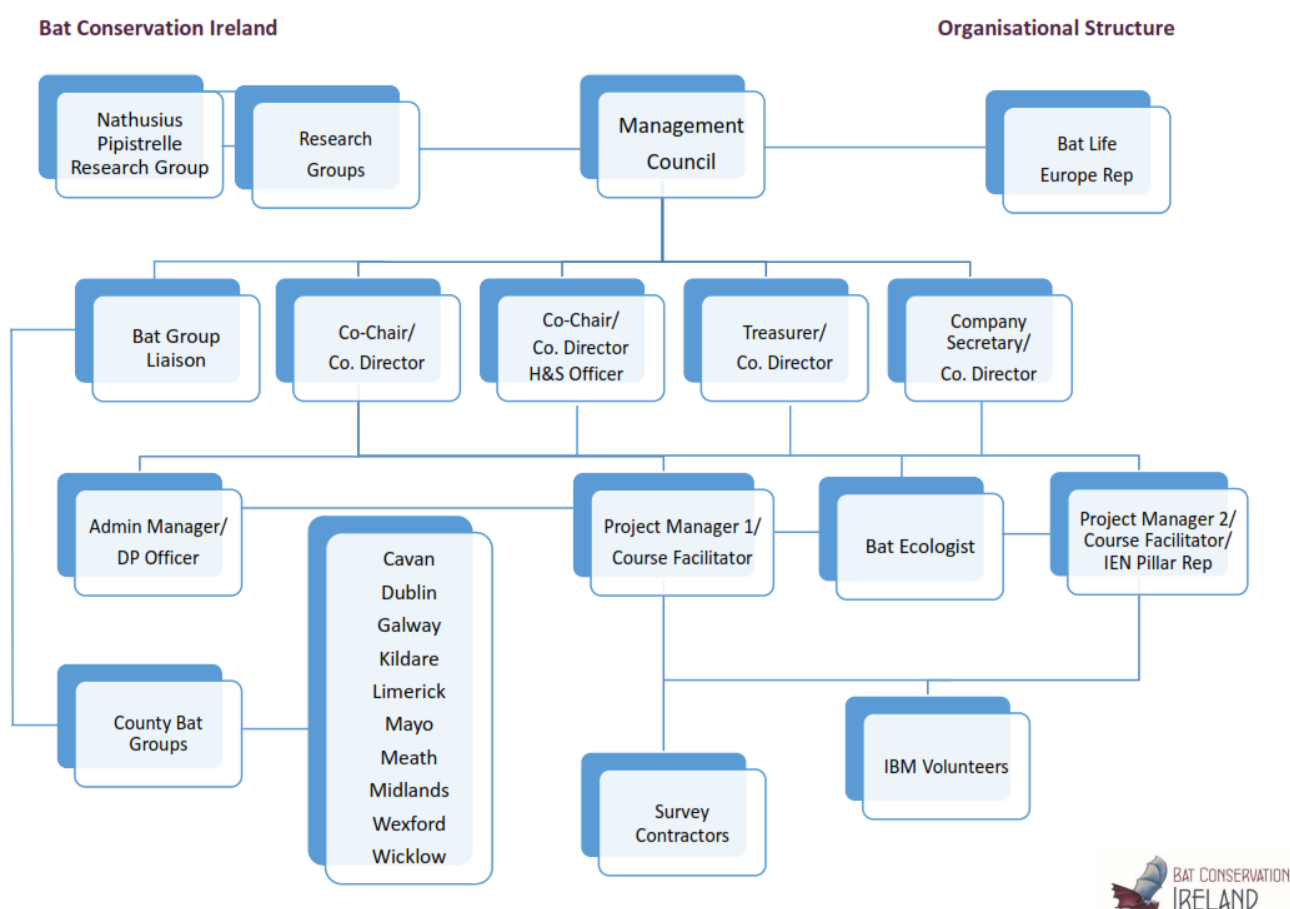 Bat Conservation Ireland
Organisational Structure
Nathusius
Pipistrelle
Research Group
Research
Groups
Management
Council
Bat Life
Europe Rep
Bat Group
Liaison
Co-Chair/
Co. Director
Co-Chair/
Co. Director
H&S Officer
Treasurer/
Co. Director
Company
Secretary/
Co. Director
Admin Manager/
DP Officer
Project Manager 1/
Course Facilitator
Bat Ecologist
Project Manager 2/
Course Facilitator/
IEN Pillar Rep
Cavan
Dublin
Galway
Kildare
Limerick
Mayo
Meath
Midlands
Wexford
Wicklow
County Bat
Groups
Survey
Contractors
IBM Volunteers
BAT CONSERVATION
IRELAND